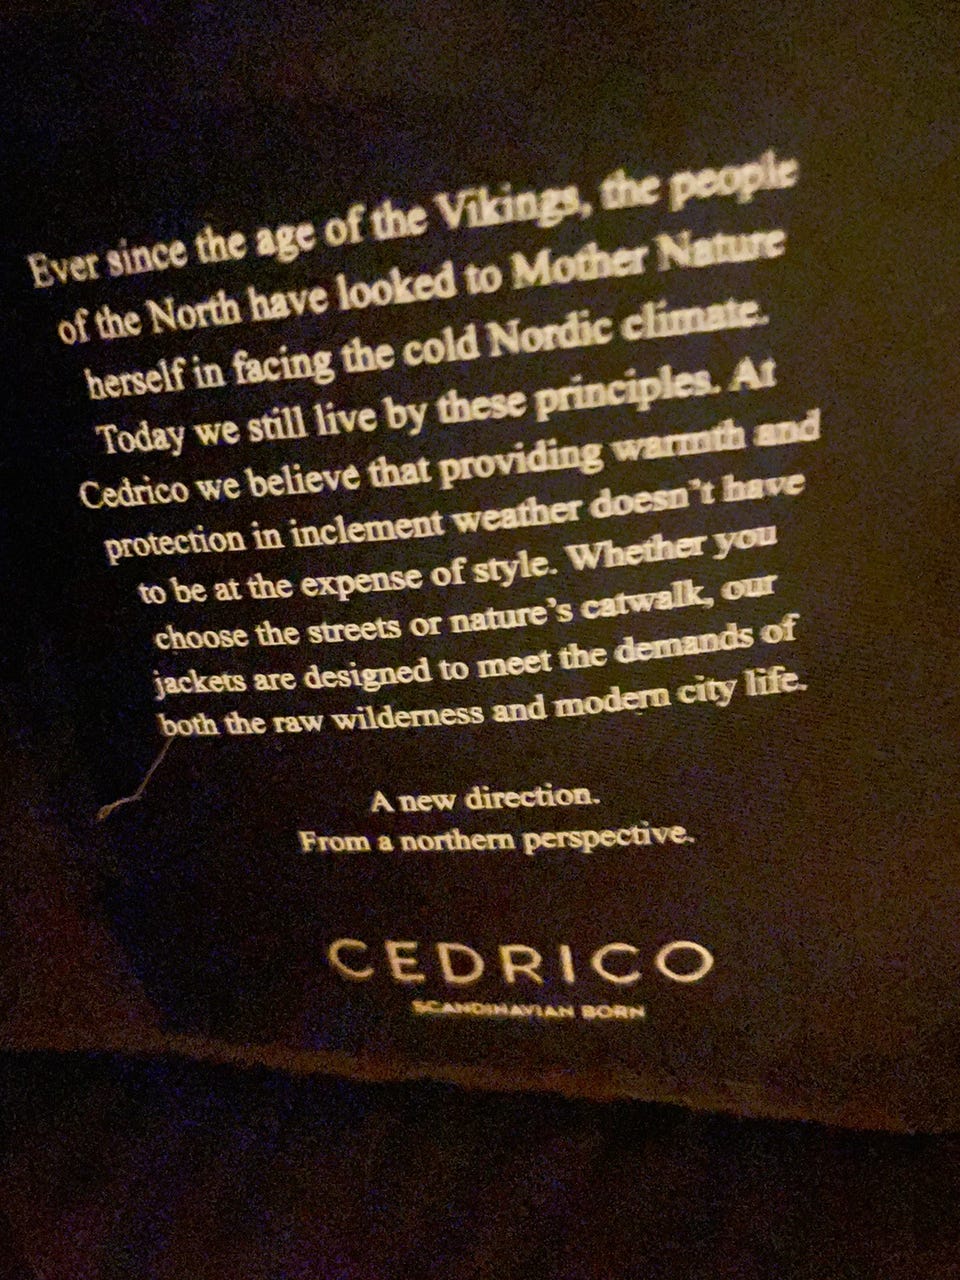 Ever since the age of the Vikings, the people
of the North have looked to Mother Nature
herself in facing the cold Nordic climate.
Today we still live by these principles. At
Cedrico we believe that providing warmth and
protection in inclement weather doesn't have
to be at the expense of style. Whether you
choose the streets or nature's catwalk, our
jackets are designed to meet the demands of
both the raw wilderness and modern city life.
A new direction.
From a northern perspective.
CEDRICO
SCANDINAVIAN BORN